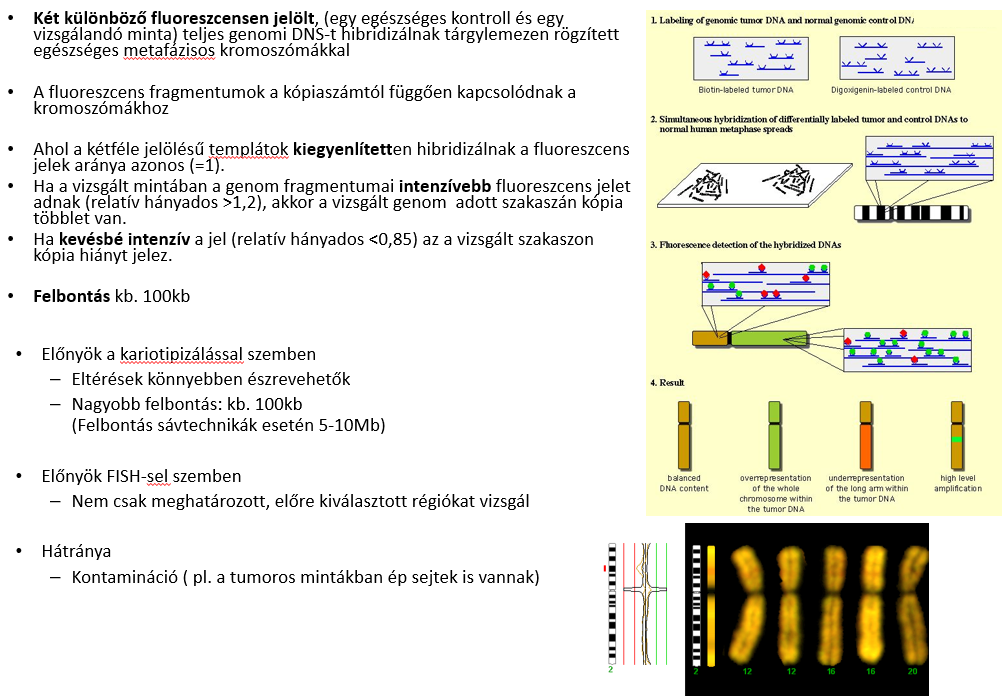 • Két különböző fluoreszcensen jelölt, (egy egészséges kontroll és egy
vizsgálandó minta) teljes genomi DNS-t hibridizálnak tárgylemezen rögzített
egészséges metafázisos kromoszómákkal
• A fluoreszcens fragmentumok a kópiaszámtól függően kapcsolódnak a
kromoszómákhoz
• Ahol a kétféle jelölésű templátok kiegyenlítetten hibridizálnak a fluoreszcens
jelek aránya azonos (=1).
• Ha a vizsgált mintában a genom fragmentumai intenzívebb fluoreszcens jelet
adnak (relatív hányados >1,2), akkor a vizsgált genom adott szakaszán kópia
többlet van.
• Ha kevésbé intenzív a jel (relatív hányados <0,85) az a vizsgált szakaszon
kópia hiányt jelez.
• Felbontás kb. 100kb
• Előnyök a kariotipizálással szemben
– Eltérések könnyebben észrevehetők
– Nagyobb felbontás: kb. 100kb
(Felbontás sávtechnikák esetén 5-10Mb)
• Előnyök FISH-sel szemben
– Nem csak meghatározott, előre kiválasztott régiókat vizsgál
• Hátránya
– Kontamináció ( pl. a tumoros mintákban ép sejtek is vannak)
1. Labeling of genomic tumor DNA and normal genomic control DNA
Biotin-labeled tumor DNA
Digoxigenin-labeled control DNA
2. Simultaneous hybridization of differentially labeled tumor and control DNAs to
normal human metaphase spreads
3. Fluorescence detection of the hybridized DNAs
4. Result
balanced
DNA content
overrepresentation
of the whole
chromosome within
the tumor DNA
underrepresentation
of the long arm within
the tumor DNA
high level
amplification
2
2
12
12
16
16
20